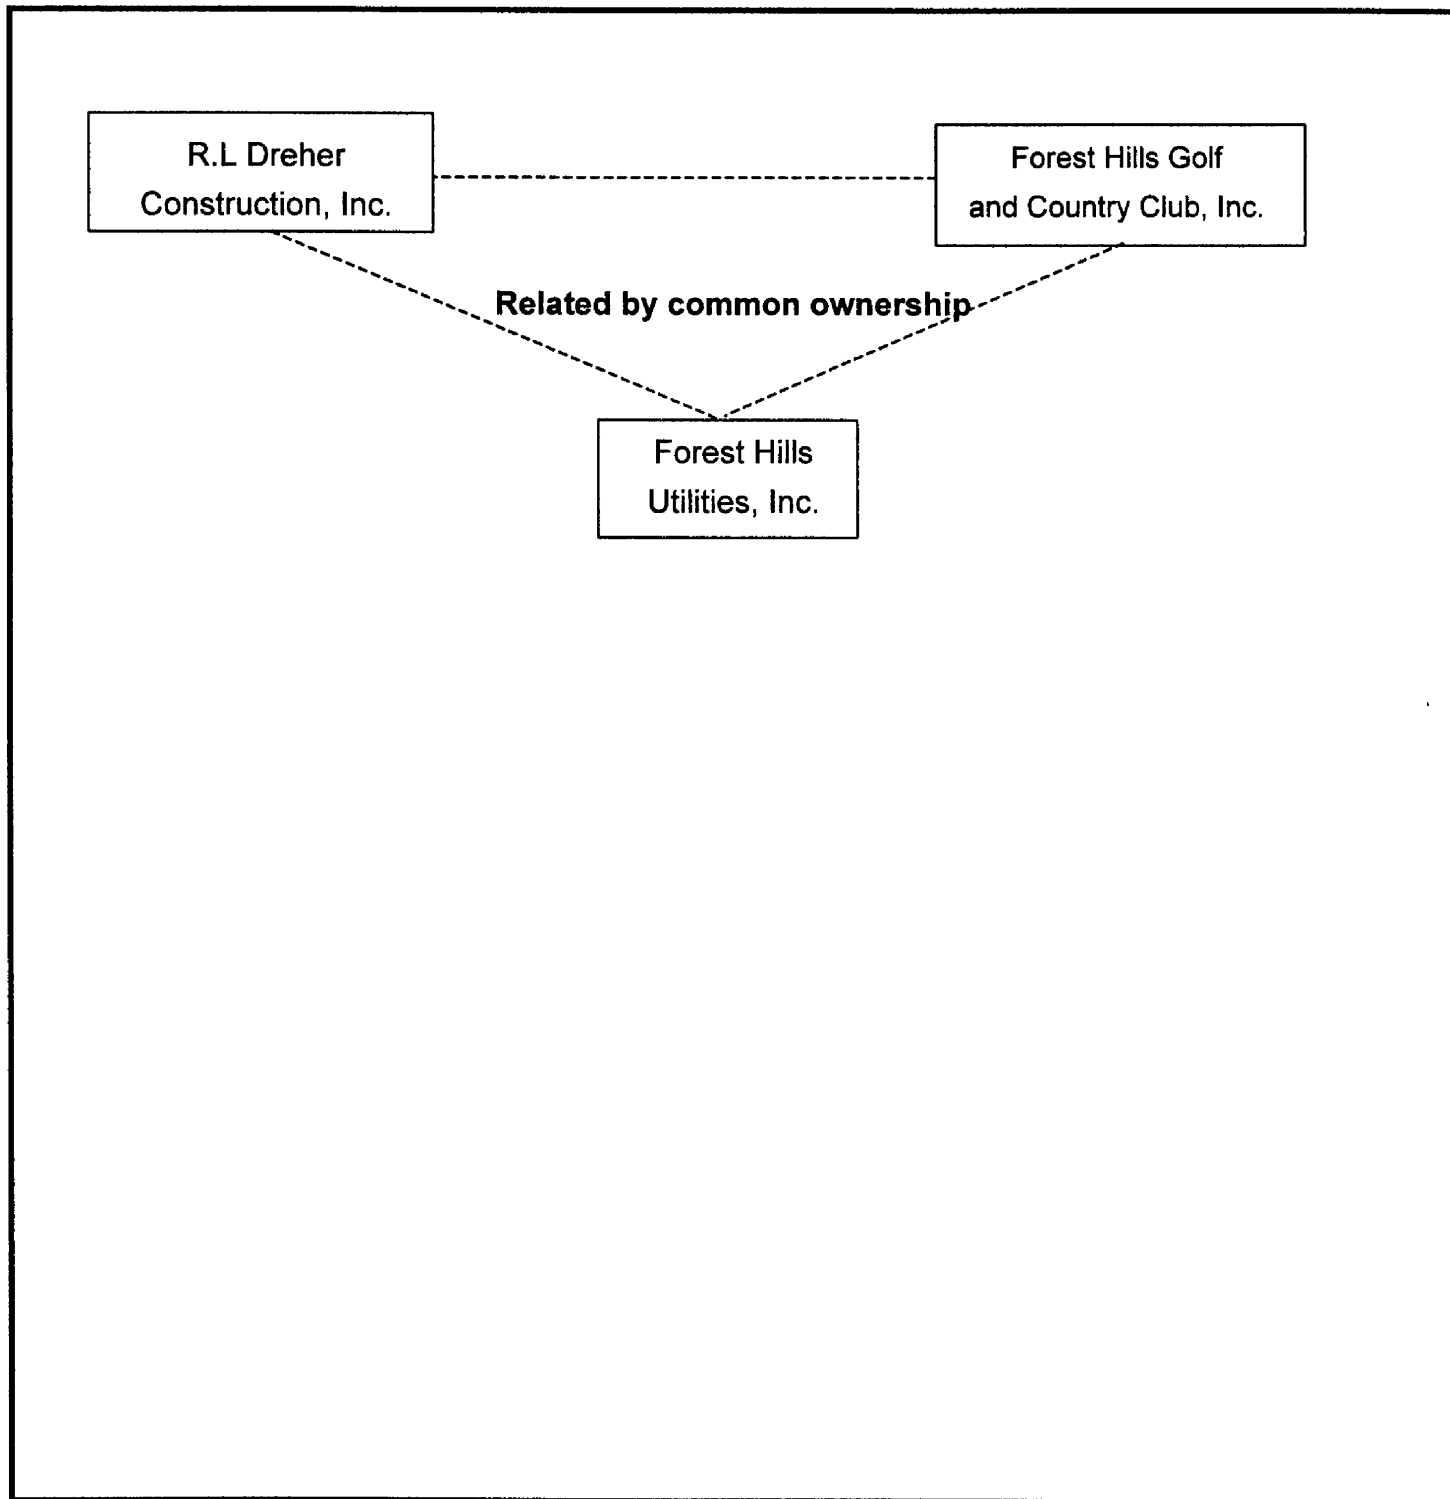 R.L Dreher
Construction, Inc.
Forest Hills Golf
and Country Club, Inc.
Related by common ownership
Forest Hills
Utilities, Inc.